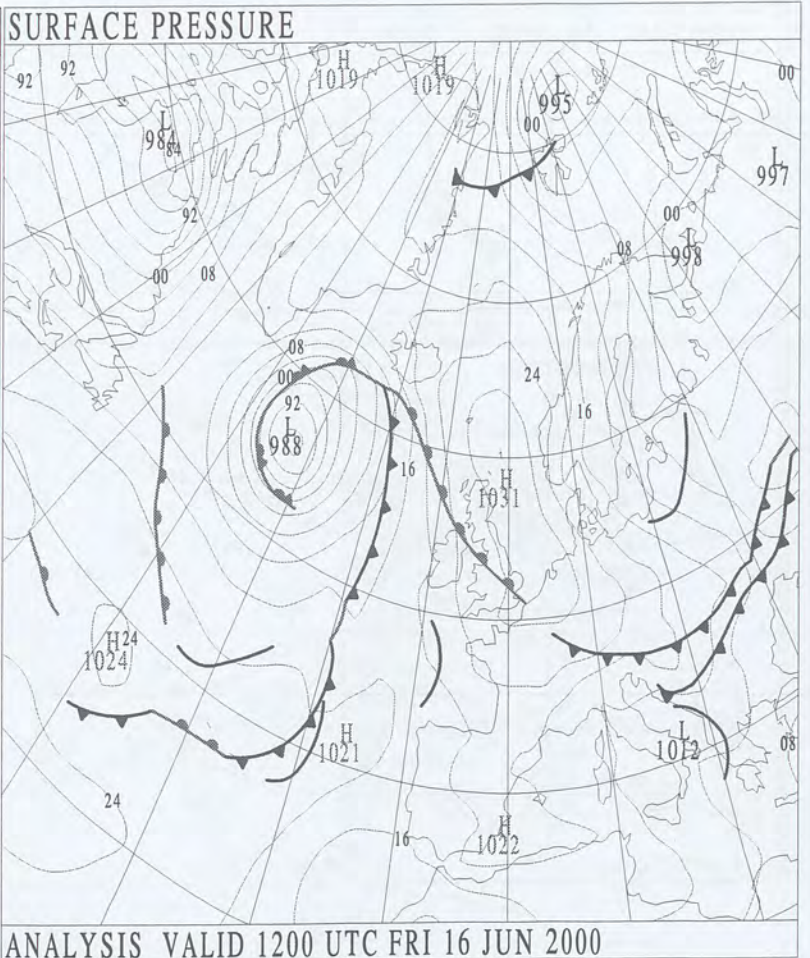 SURFACE PRESSURE
92
92
H
1019
H
1019
L
995
00
00
L
984
84
L
997
92
00
L
998
08
00
08
08
00
92
L
988
24
16
16
H
1031
H 24
1024
H
1021
L
1012
08
24
16
H
1022
ANALYSIS VALID 1200 UTC FRI 16 JUN 2000